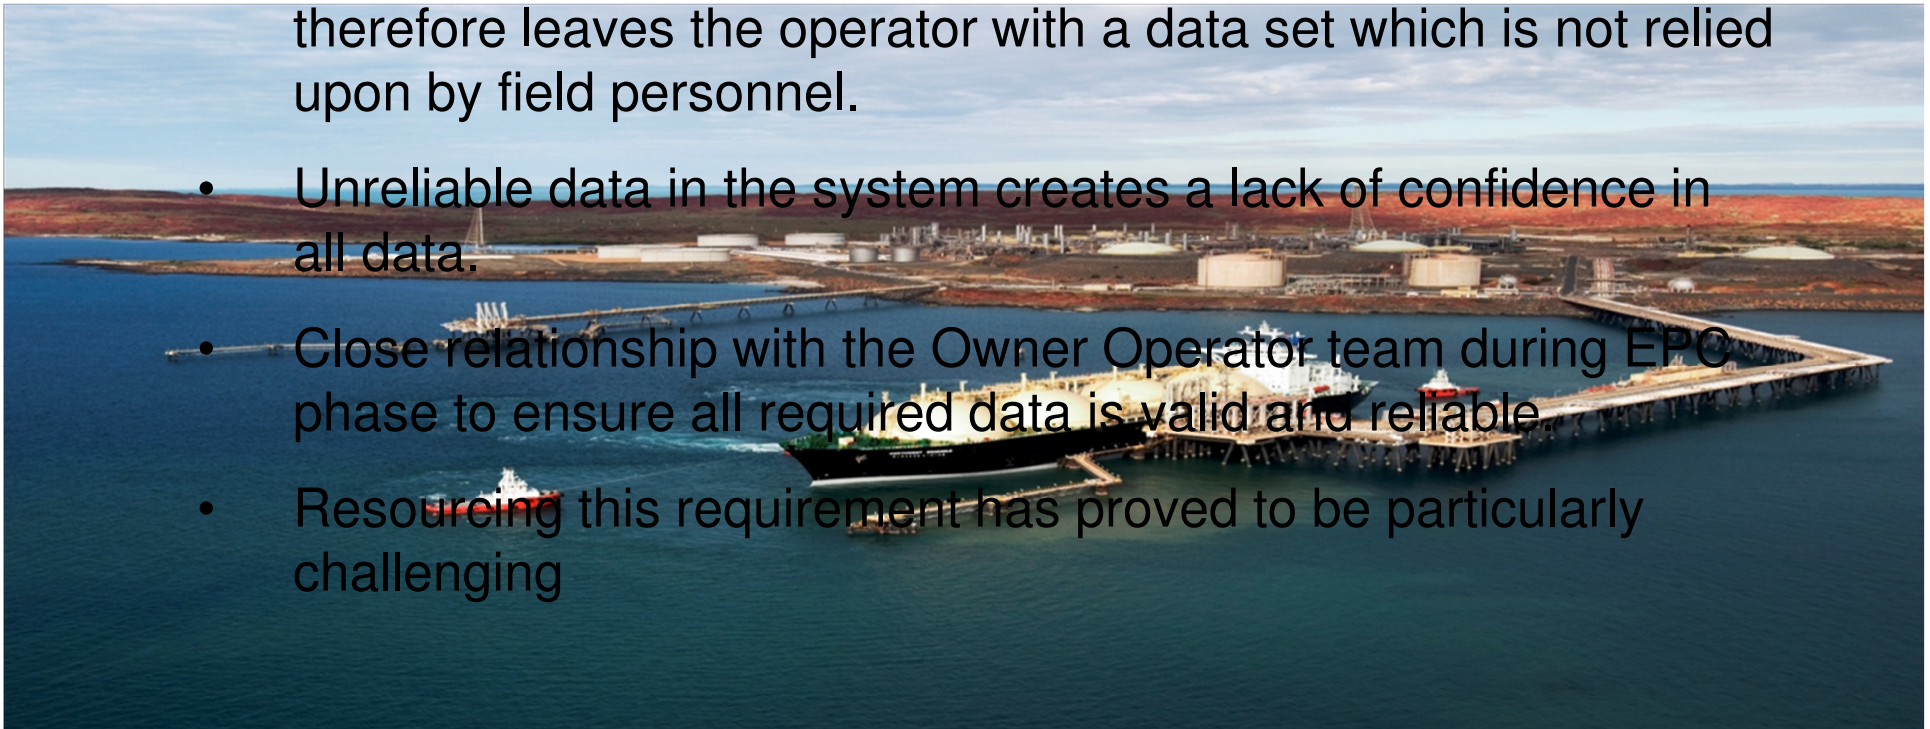 therefore leaves the operator with a data set which is not relied
upon by field personnel.
• Unreliable data in the system creates a lack of confidence in
all data.
• Close relationship with the Owner Operator team during EPC
phase to ensure all required data is valid and reliable.
• Resourcing this requirement has proved to be particularly
challenging